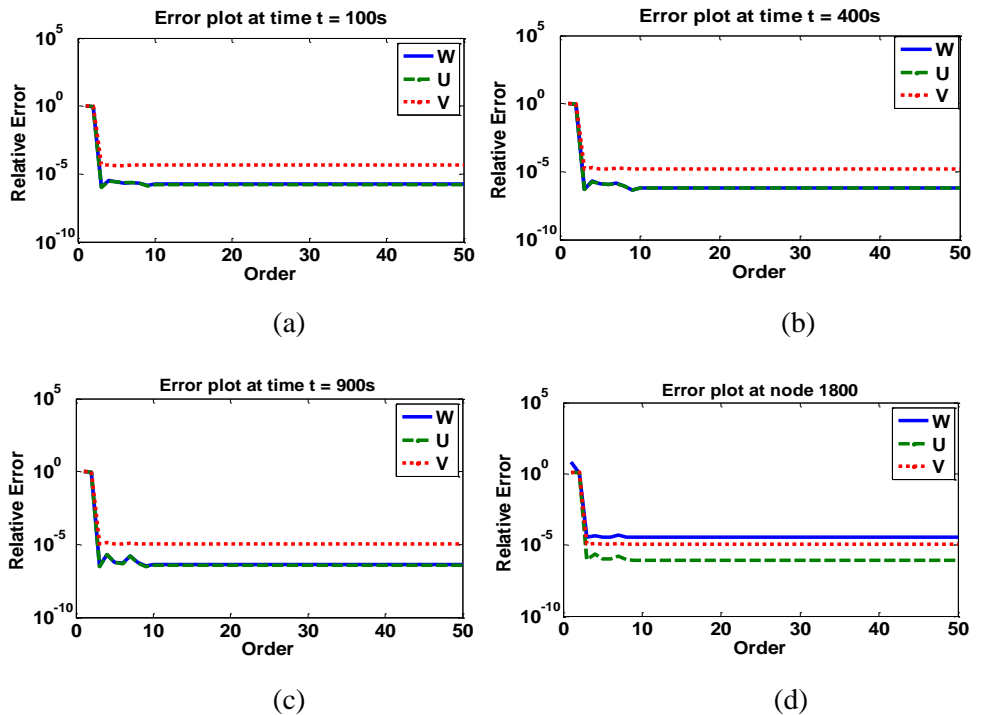 Error plot at time t = 100s
10^5
10^0
10^-5
10^-10
Relative Error
0 10 20 30 40 50
Order
W
U
V
(a)
Error plot at time t = 400s
10^5
10^0
10^-5
10^-10
Relative Error
0 10 20 30 40 50
Order
W
U
V
(b)
Error plot at time t = 900s
10^5
10^0
10^-5
10^-10
Relative Error
0 10 20 30 40 50
Order
W
U
V
(c)
Error plot at node 1800
10^5
10^0
10^-5
10^-10
Relative Error
0 10 20 30 40 50
Order
W
U
V
(d)